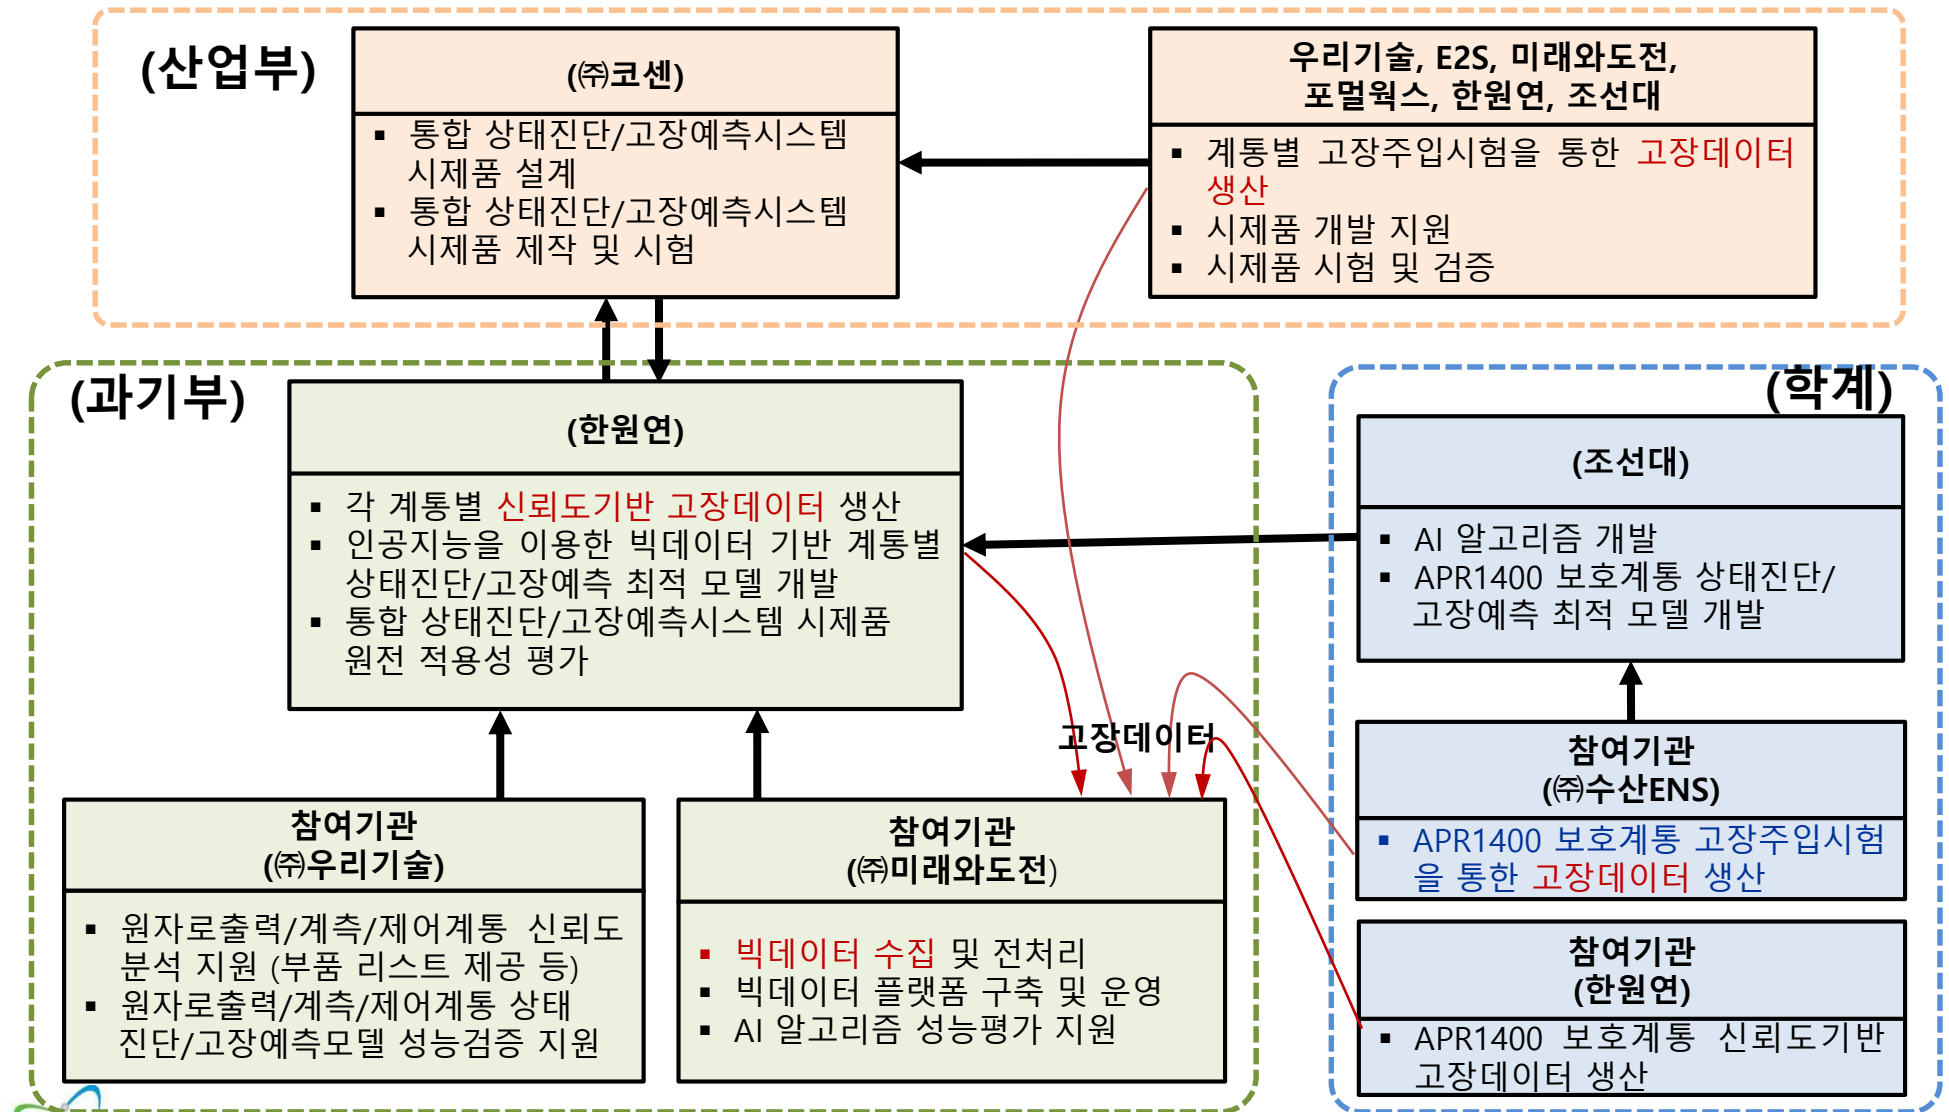 (산업부)
(㈜코센)
▪ 통합 상태진단/고장예측시스템
시제품 설계
▪ 통합 상태진단/고장예측시스템
시제품 제작 및 시험
우리기술, E2S, 미래와도전,
포멀웍스, 한원연, 조선대
▪ 계통별 고장주입시험을 통한 고장데이터
생산
▪ 시제품 개발 지원
▪ 시제품 시험 및 검증
(과기부)
(한원연)
▪ 각 계통별 신뢰도기반 고장데이터 생산
▪ 인공지능을 이용한 빅데이터 기반 계통별
상태진단/고장예측 최적 모델 개발
▪ 통합 상태진단/고장예측시스템 시제품
원전 적용성 평가
고장데이터
참여기관
(㈜우리기술)
▪ 원자로출력/계측/제어계통 신뢰도
분석 지원 (부품 리스트 제공 등)
▪ 원자로출력/계측/제어계통 상태
진단/고장예측모델 성능검증 지원
참여기관
(㈜미래와도전)
▪ 빅데이터 수집 및 전처리
▪ 빅데이터 플랫폼 구축 및 운영
▪ AI 알고리즘 성능평가 지원
(학계)
(조선대)
▪ AI 알고리즘 개발
▪ APR1400 보호계통 상태진단/
고장예측 최적 모델 개발
참여기관
(㈜수산ENS)
▪ APR1400 보호계통 고장주입시험
을 통한 고장데이터 생산
참여기관
(한원연)
▪ APR1400 보호계통 신뢰도기반
고장데이터 생산